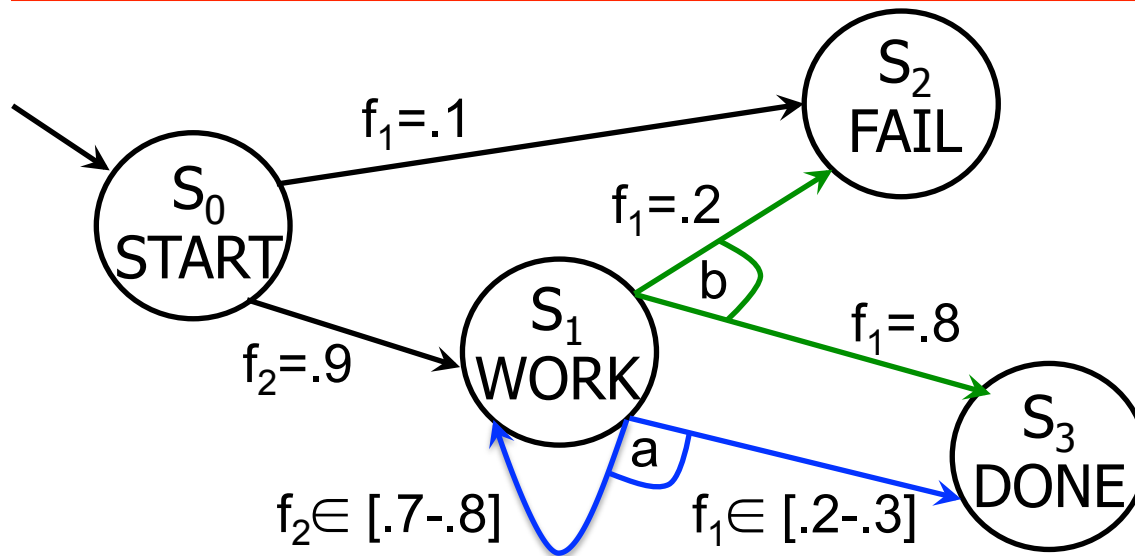 S₂
FAIL
f₁=.1
S₀
START
f₁=.2
b
f₁=.8
S₁
WORK
f₂=.9
a
S₃
DONE
f₂∈ [.7-.8]
f₁∈ [.2-.3]